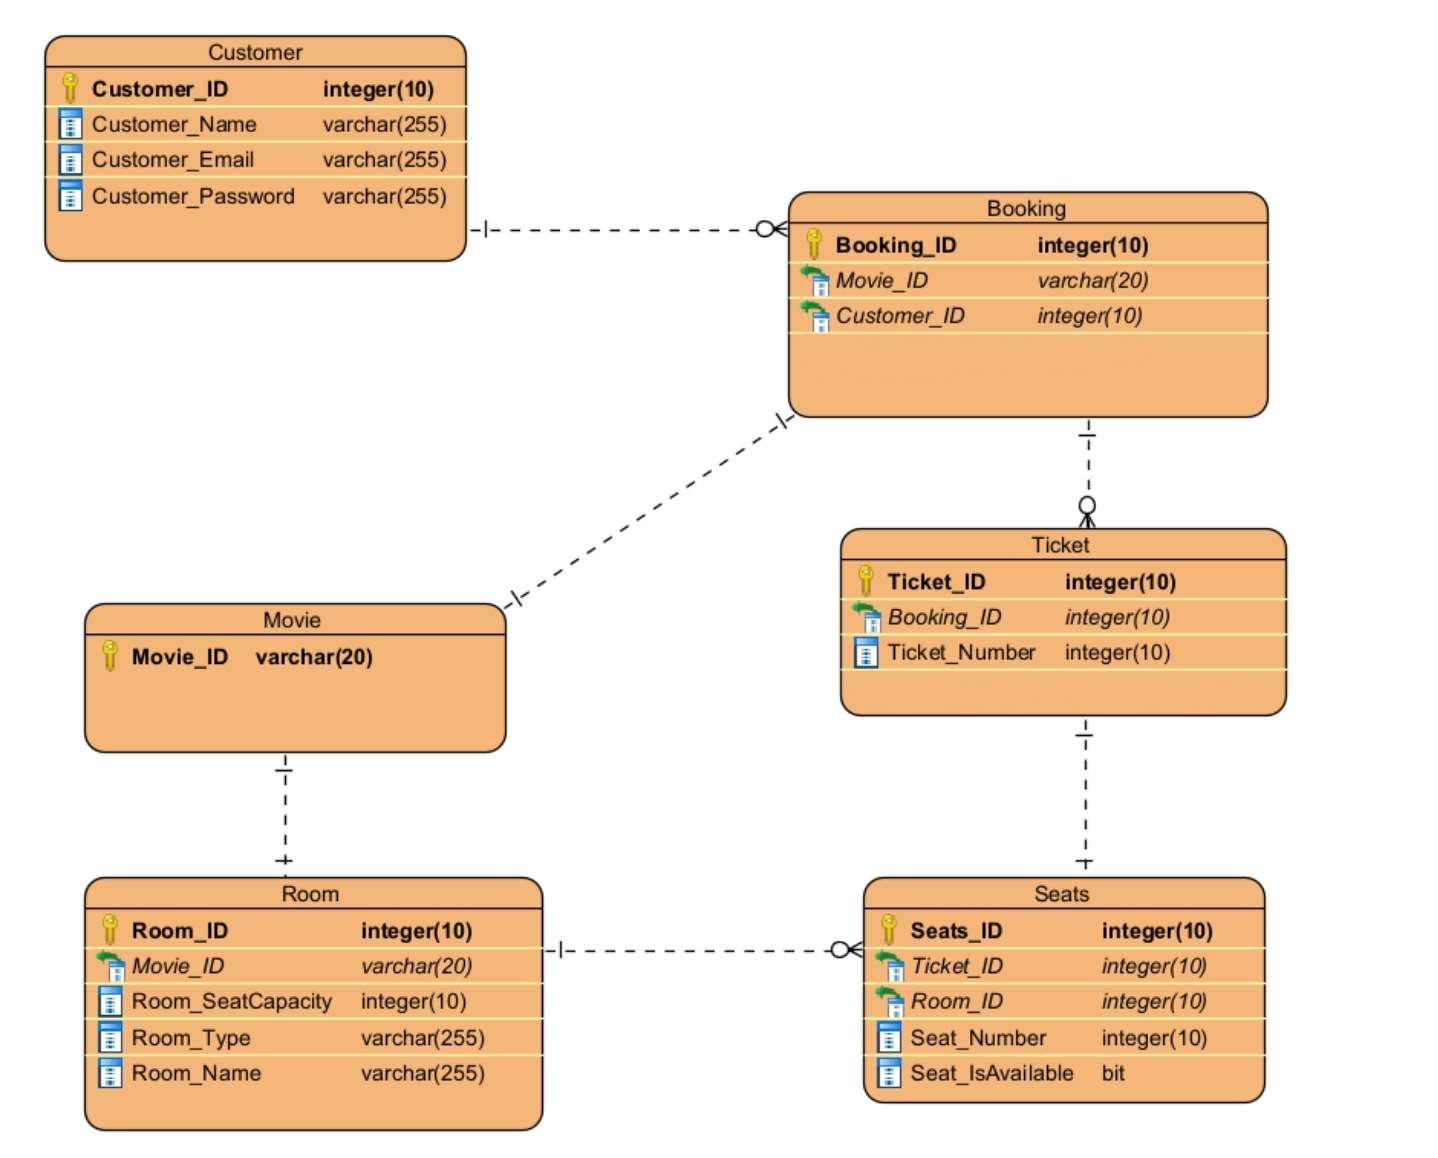 Customer
Customer_ID integer(10)
Customer_Name varchar(255)
Customer_Email varchar(255)
Customer_Password varchar(255)
Booking
Booking_ID integer(10)
Movie_ID varchar(20)
Customer_ID integer(10)
Ticket
Ticket_ID integer(10)
Booking_ID integer(10)
Ticket_Number integer(10)
Movie
Movie_ID varchar(20)
Room
Room_ID integer(10)
Movie_ID varchar(20)
Room_SeatCapacity integer(10)
Room_Type varchar(255)
Room_Name varchar(255)
Seats
Seats_ID integer(10)
Ticket_ID integer(10)
Room_ID integer(10)
Seat_Number integer(10)
Seat_IsAvailable bit